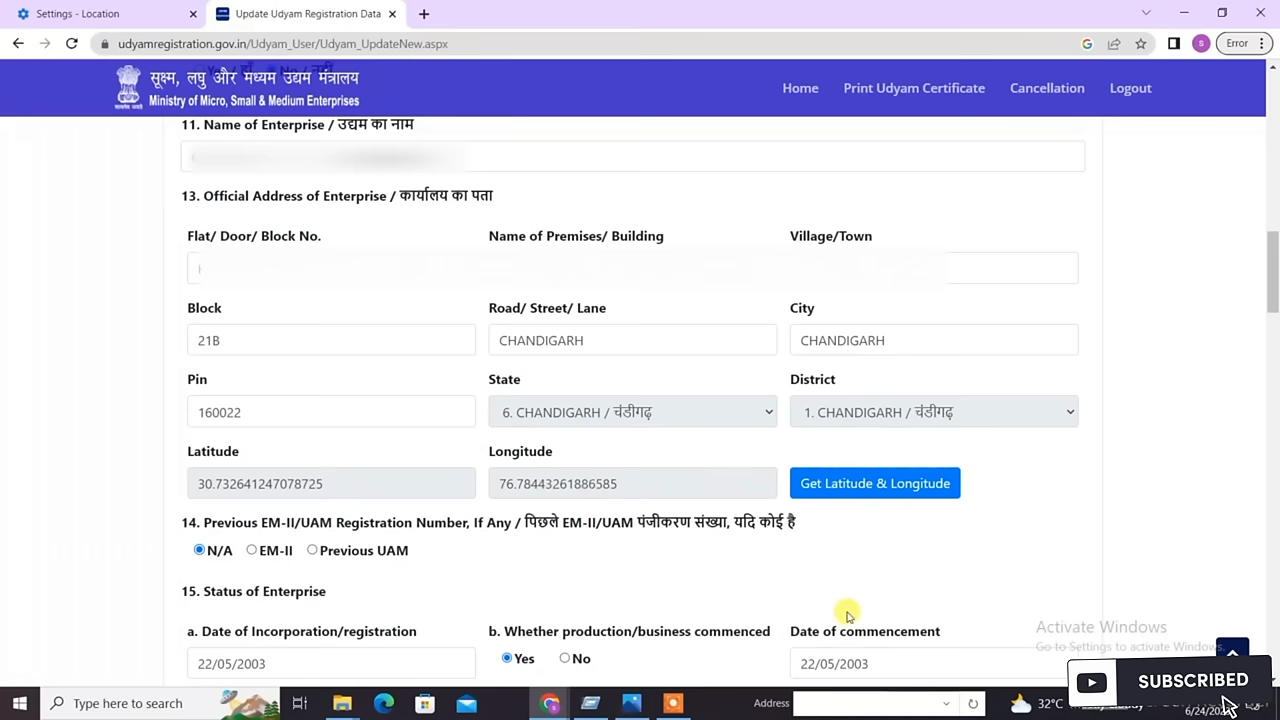 Settings - Location
Update Udyam Registration Data
udyamregistration.gov.in/Udyam_User/Udyam_UpdateNew.aspx
S
Error
सूक्ष्म, लघु और मध्यम उद्यम मंत्रालय
Ministry of Micro, Small & Medium Enterprises
Home Print Udyam Certificate Cancellation Logout
11. Name of Enterprise / उद्यम का नाम
13. Official Address of Enterprise / कार्यालय का पता
Flat/ Door/ Block No. Name of Premises/ Building Village/Town
Block Road/ Street/ Lane City
21B CHANDIGARH CHANDIGARH
Pin State District
160022 6. CHANDIGARH / चंडीगढ़ 1. CHANDIGARH / चंडीगढ़
Latitude Longitude
30.732641247078725 76.78443261886585 Get Latitude & Longitude
14. Previous EM-II/UAM Registration Number, If Any / पिछले EM-II/UAM पंजीकरण संख्या, यदि कोई है
N/A EM-II Previous UAM
15. Status of Enterprise
a. Date of Incorporation/registration b. Whether production/business commenced Date of commencement
Yes No
22/05/2003 22/05/2003
Activate Windows
Go to Settings to activate Windows.
SUBSCRIBED
Type here to search
Address
32°C